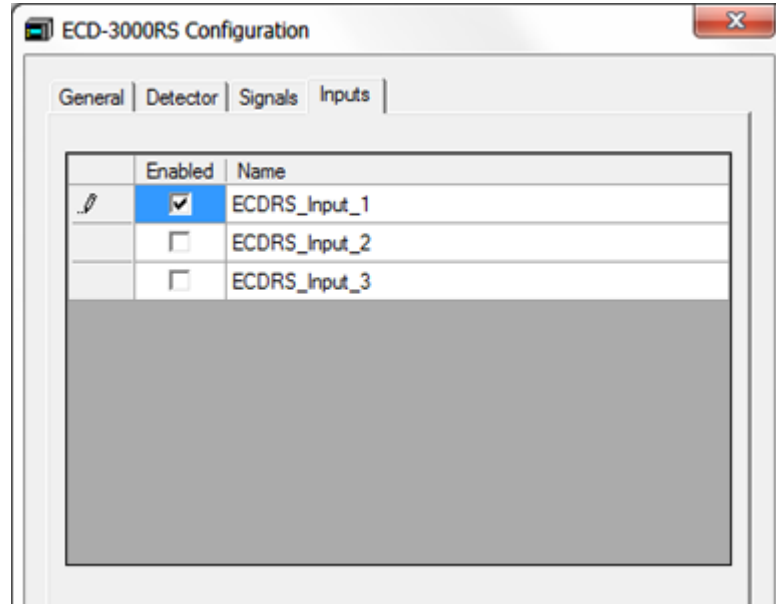 ECD-3000RS Configuration
General Detector Signals Inputs
Enabled Name
ECDRS_Input_1
ECDRS_Input_2
ECDRS_Input_3